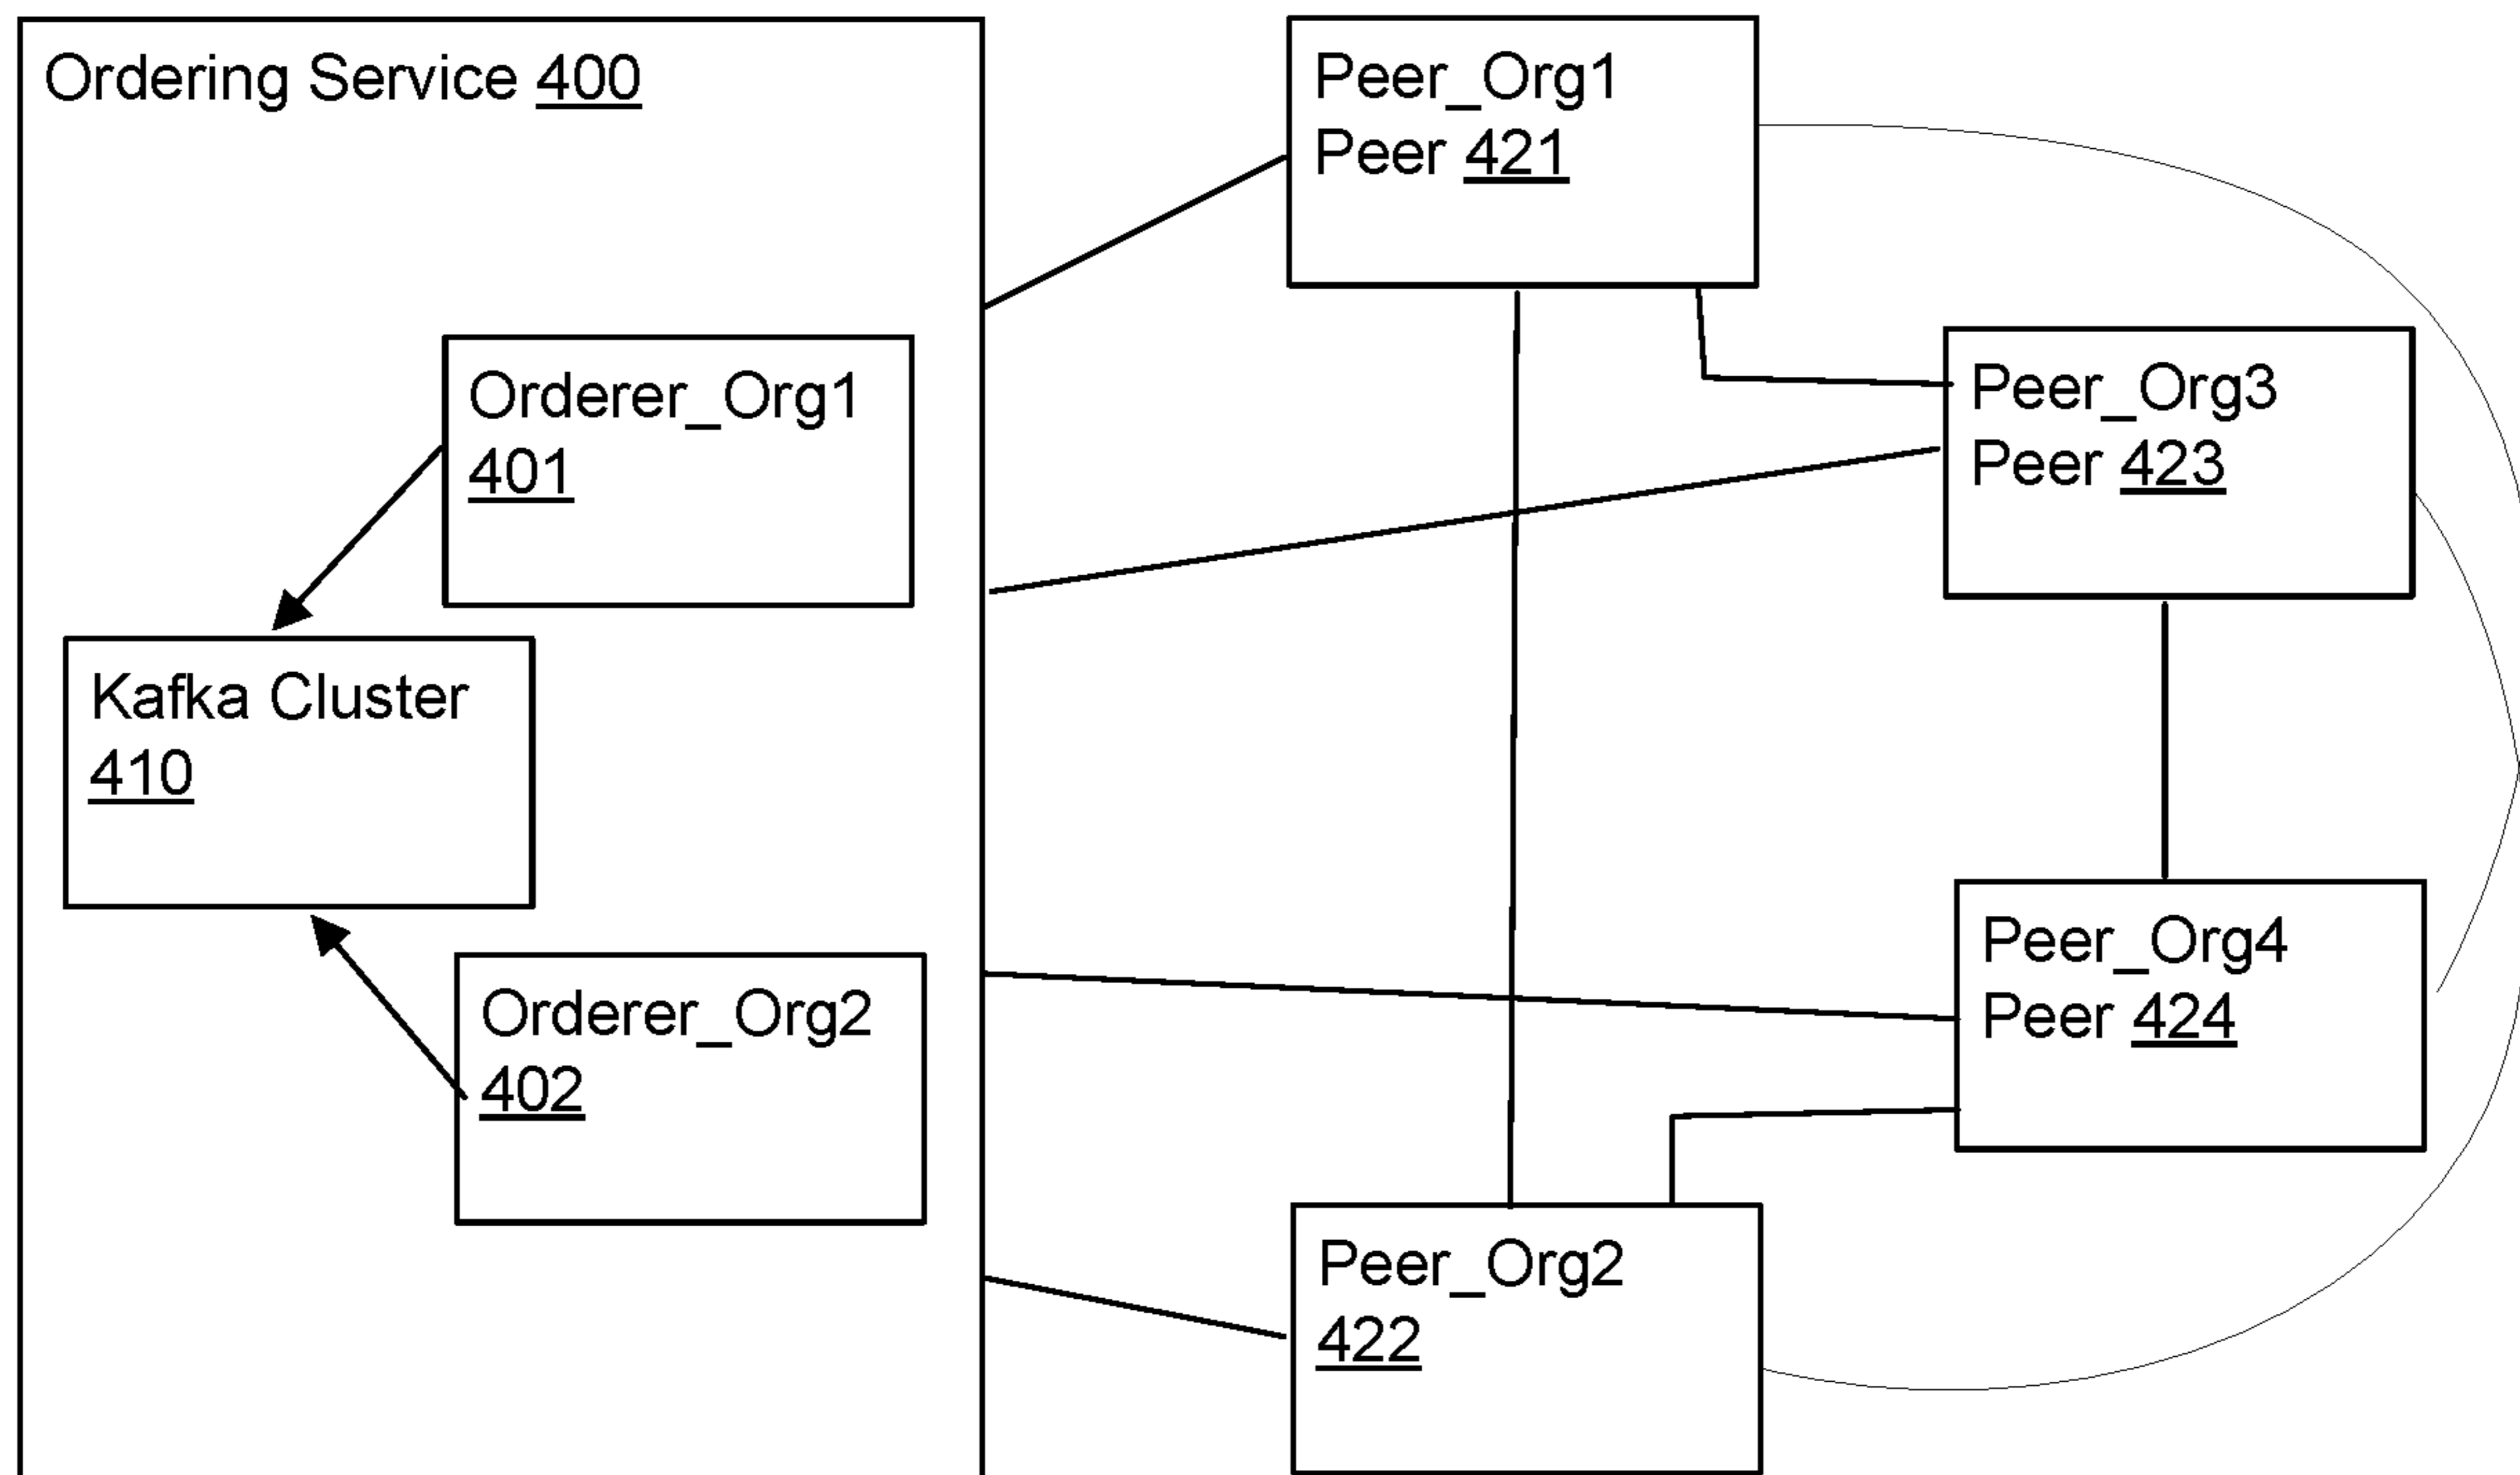 Ordering Service 400
Orderer_Org1
401
Kafka Cluster
410
Orderer_Org2
402
Peer_Org1
Peer 421
Peer_Org3
Peer 423
Peer_Org4
Peer 424
Peer_Org2
422